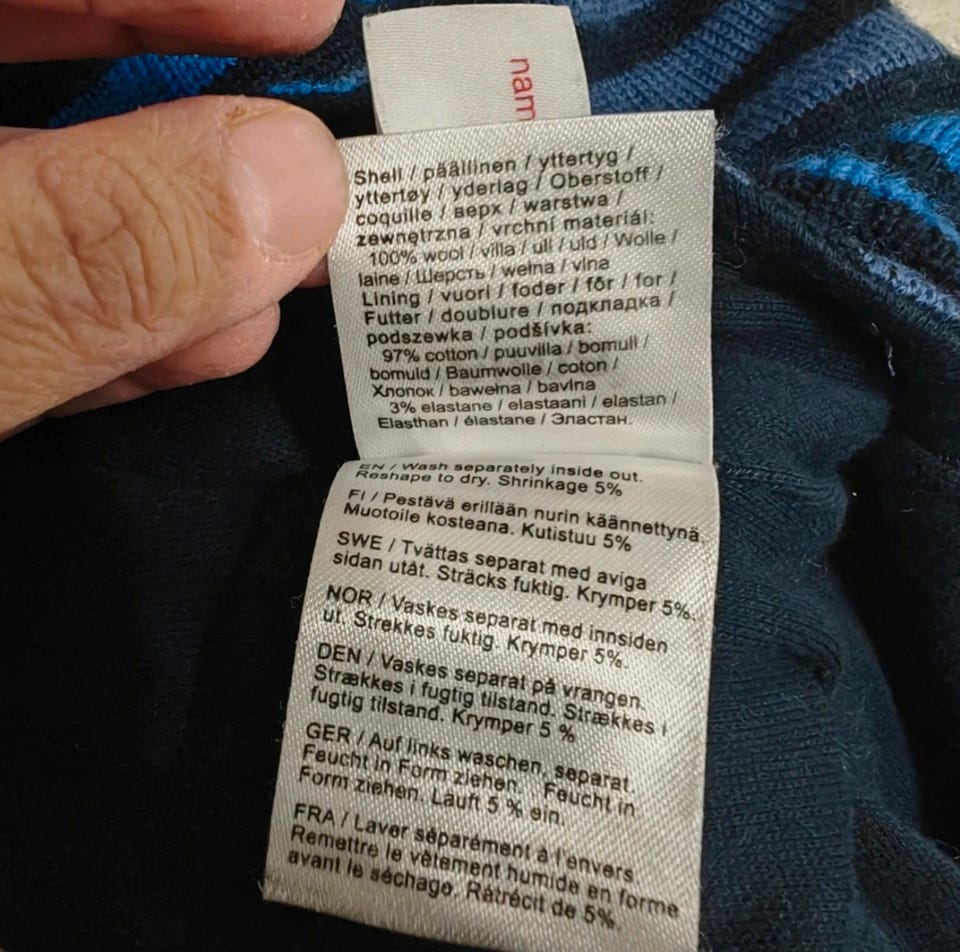 nam
Shell / päällinen / yttertyg /
yttertøy / yderlag / Oberstoff /
coquille / верх / warstwa /
zewnętrzna / vrchní materiál:
100% wool / villa / ull / uld / Wolle /
laine / Шерсть / wełna / vlna
Lining / vuori / foder / fôr / for /
Futter / doublure / подкладка /
podszewka / podšívka:
97% cotton / puuvilla / bomull /
bomuld / Baumwolle / coton /
Хлопок / bawełna / bavlna
3% elastane / elastaani / elastan /
Elasthan / élastane / Эластан.
EN / Wash separately inside out.
Reshape to dry. Shrinkage 5%
FI / Pestävä erillään nurin käännettynä.
Muotoile kosteana. Kutistuu 5%
SWE / Tvättas separat med aviga
sidan utåt. Sträcks fuktig. Krymper 5%.
NOR / Vaskes separat med innsiden
ut. Strekkes fuktig. Krymper 5%.
DEN / Vaskes separat på vrangen.
Strækkes i fugtig tilstand. Strækkes i
fugtig tilstand. Krymper 5 %
GER / Auf links waschen, separat.
Feucht in Form ziehen. Feucht in
Form ziehen. Läuft 5 % ein.
FRA / Laver séparément à l'envers
Remettre le vêtement humide en forme
avant le séchage. Rétrécit de 5%.